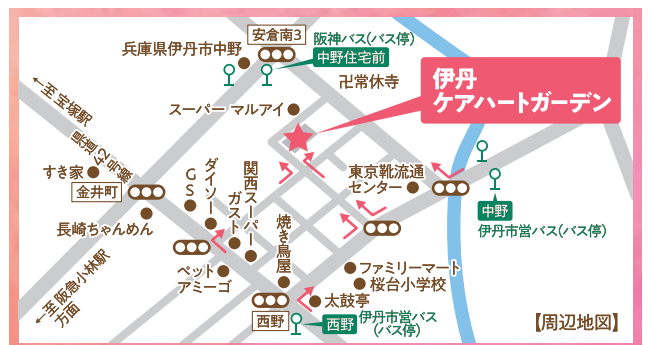 安倉南3
阪神バス(バス停)
中野住宅前
兵庫県伊丹市中野
卍常休寺
伊丹
ケアハートガーデン
←至 宝塚駅
スーパー マルアイ
県道42号線
すき家
金井町
長崎ちゃんめん
GS
ダイソー
ガスト
関西スーパー
焼き鳥屋
東京靴流通
センター
中野
伊丹市営バス(バス停)
ペット
アミーゴ
ファミリーマート
桜台小学校
太鼓亭
←至 阪急小林駅
方面
西野
西野
伊丹市営バス
(バス停)
【周辺地図】